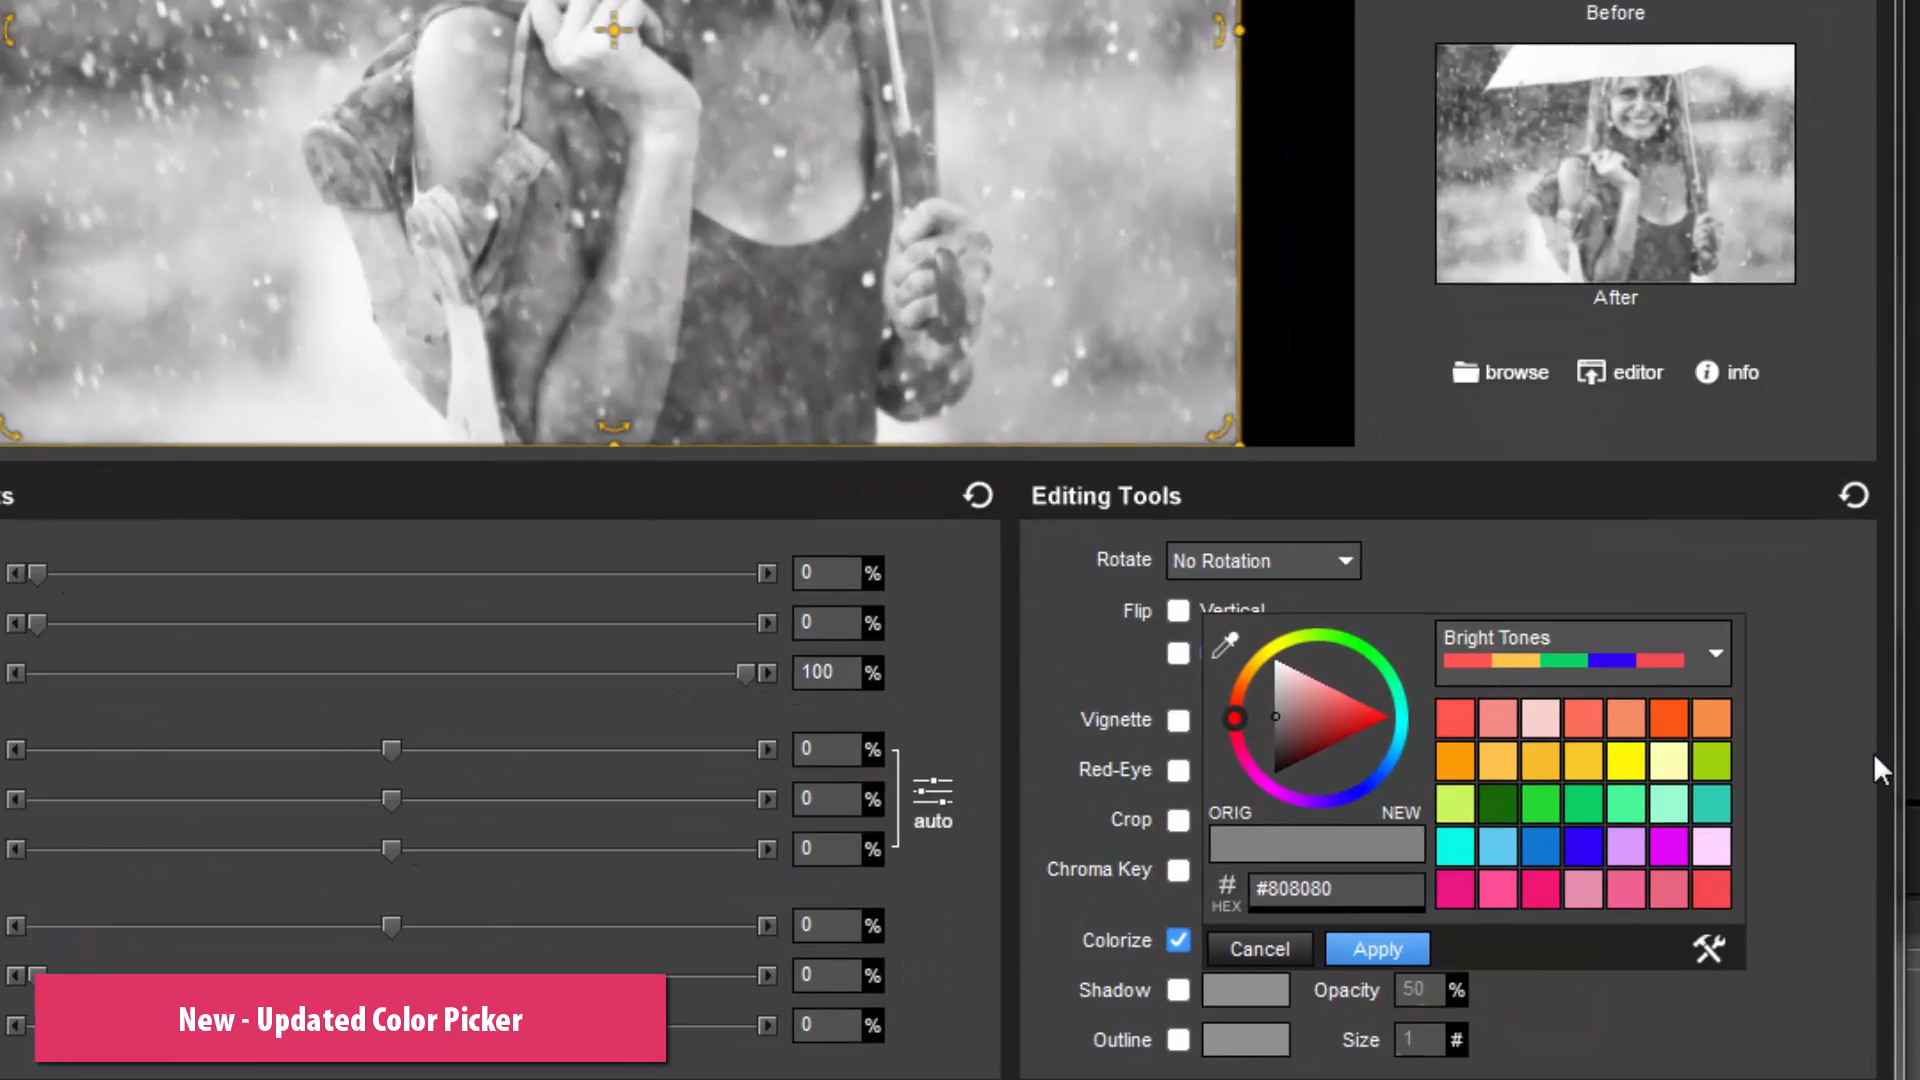 Before
After
browse editor info
ts
Editing Tools
0 %
0 %
100 %
0 %
0 %
0 %
auto
0 %
0 %
0 %
Rotate No Rotation
Flip Vertical
Vignette
Red-Eye
Crop
Chroma Key
Colorize
Shadow Opacity 50 %
Outline Size 1 #
Bright Tones
ORIG NEW
# HEX #808080
Cancel Apply
New - Updated Color Picker